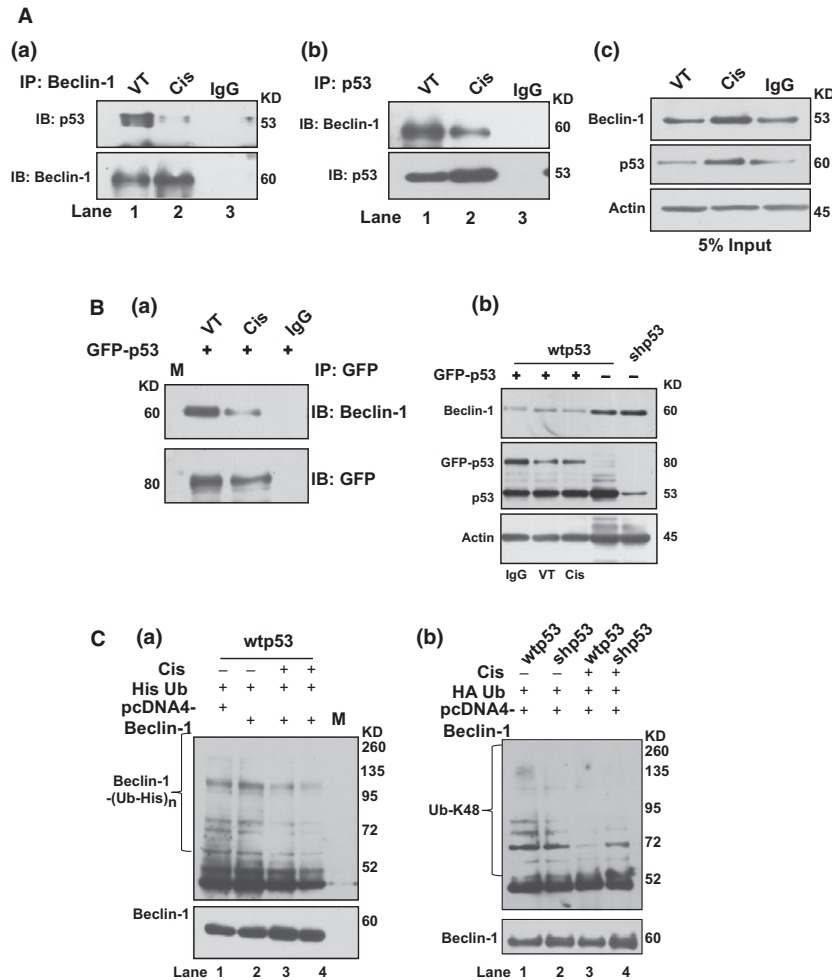 A
(a)
IP: Beclin-1 VT Cis IgG
KD
IB: p53 53
IB: Beclin-1 60
Lane 1 2 3
(b)
IP: p53 VT Cis IgG
KD
IB: Beclin-1 60
IB: p53 53
Lane 1 2 3
(c)
VT Cis IgG
KD
Beclin-1 53
p53 60
Actin 45
5% Input
B (a)
VT Cis IgG
GFP-p53 + + +
M IP: GFP
KD
60 IB: Beclin-1
80 IB: GFP
(b)
wtp53 shp53
GFP-p53 + + + – –
KD
Beclin-1 60
GFP-p53 80
p53 53
Actin 45
IgG VT Cis
C (a)
wtp53
Cis – – + +
His Ub + + + +
pcDNA4- +
Beclin-1 + + + M
KD
260
135
Beclin-1
-(Ub-His)n
95
72
52
Beclin-1 60
Lane 1 2 3 4
(b)
wtp53 shp53 wtp53 shp53
Cis – – + +
HA Ub + + + +
pcDNA4- + + + +
Beclin-1
KD
260
135
Ub-K48 95
72
52
Beclin-1 60
Lane 1 2 3 4